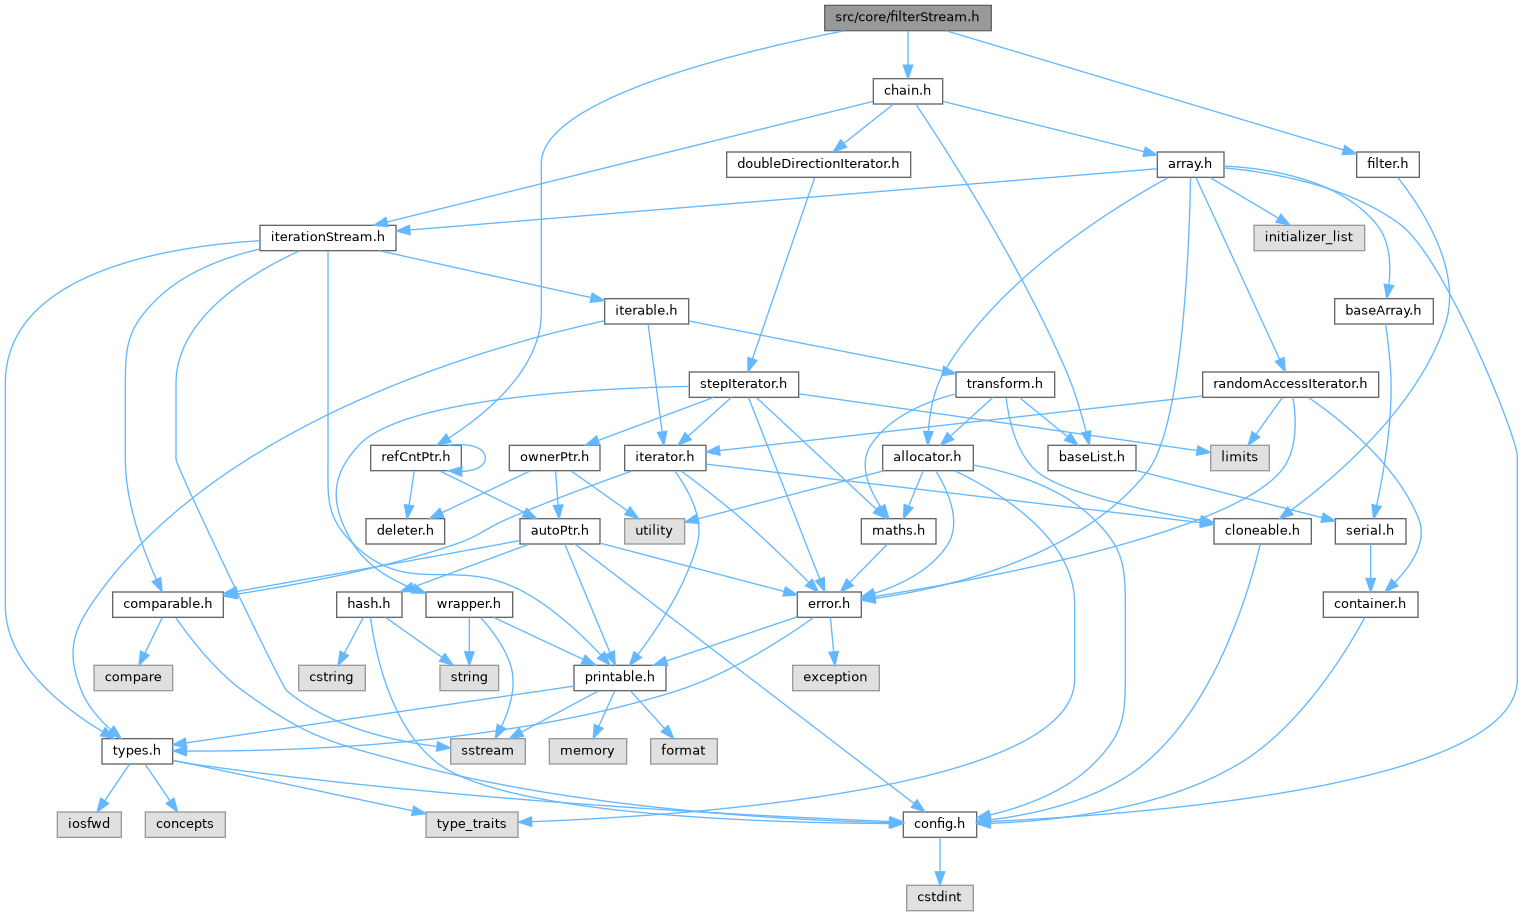 src/core/filterStream.h
chain.h
doubleDirectionIterator.h
array.h
filter.h
iterationStream.h
initializer_list
iterable.h
baseArray.h
stepIterator.h
transform.h
randomAccessIterator.h
refCntPtr.h
ownerPtr.h
iterator.h
allocator.h
baseList.h
limits
deleter.h
autoPtr.h
utility
maths.h
cloneable.h
serial.h
comparable.h
hash.h
wrapper.h
error.h
container.h
compare
cstring
string
printable.h
exception
types.h
sstream
memory
format
iosfwd
concepts
type_traits
config.h
cstdint